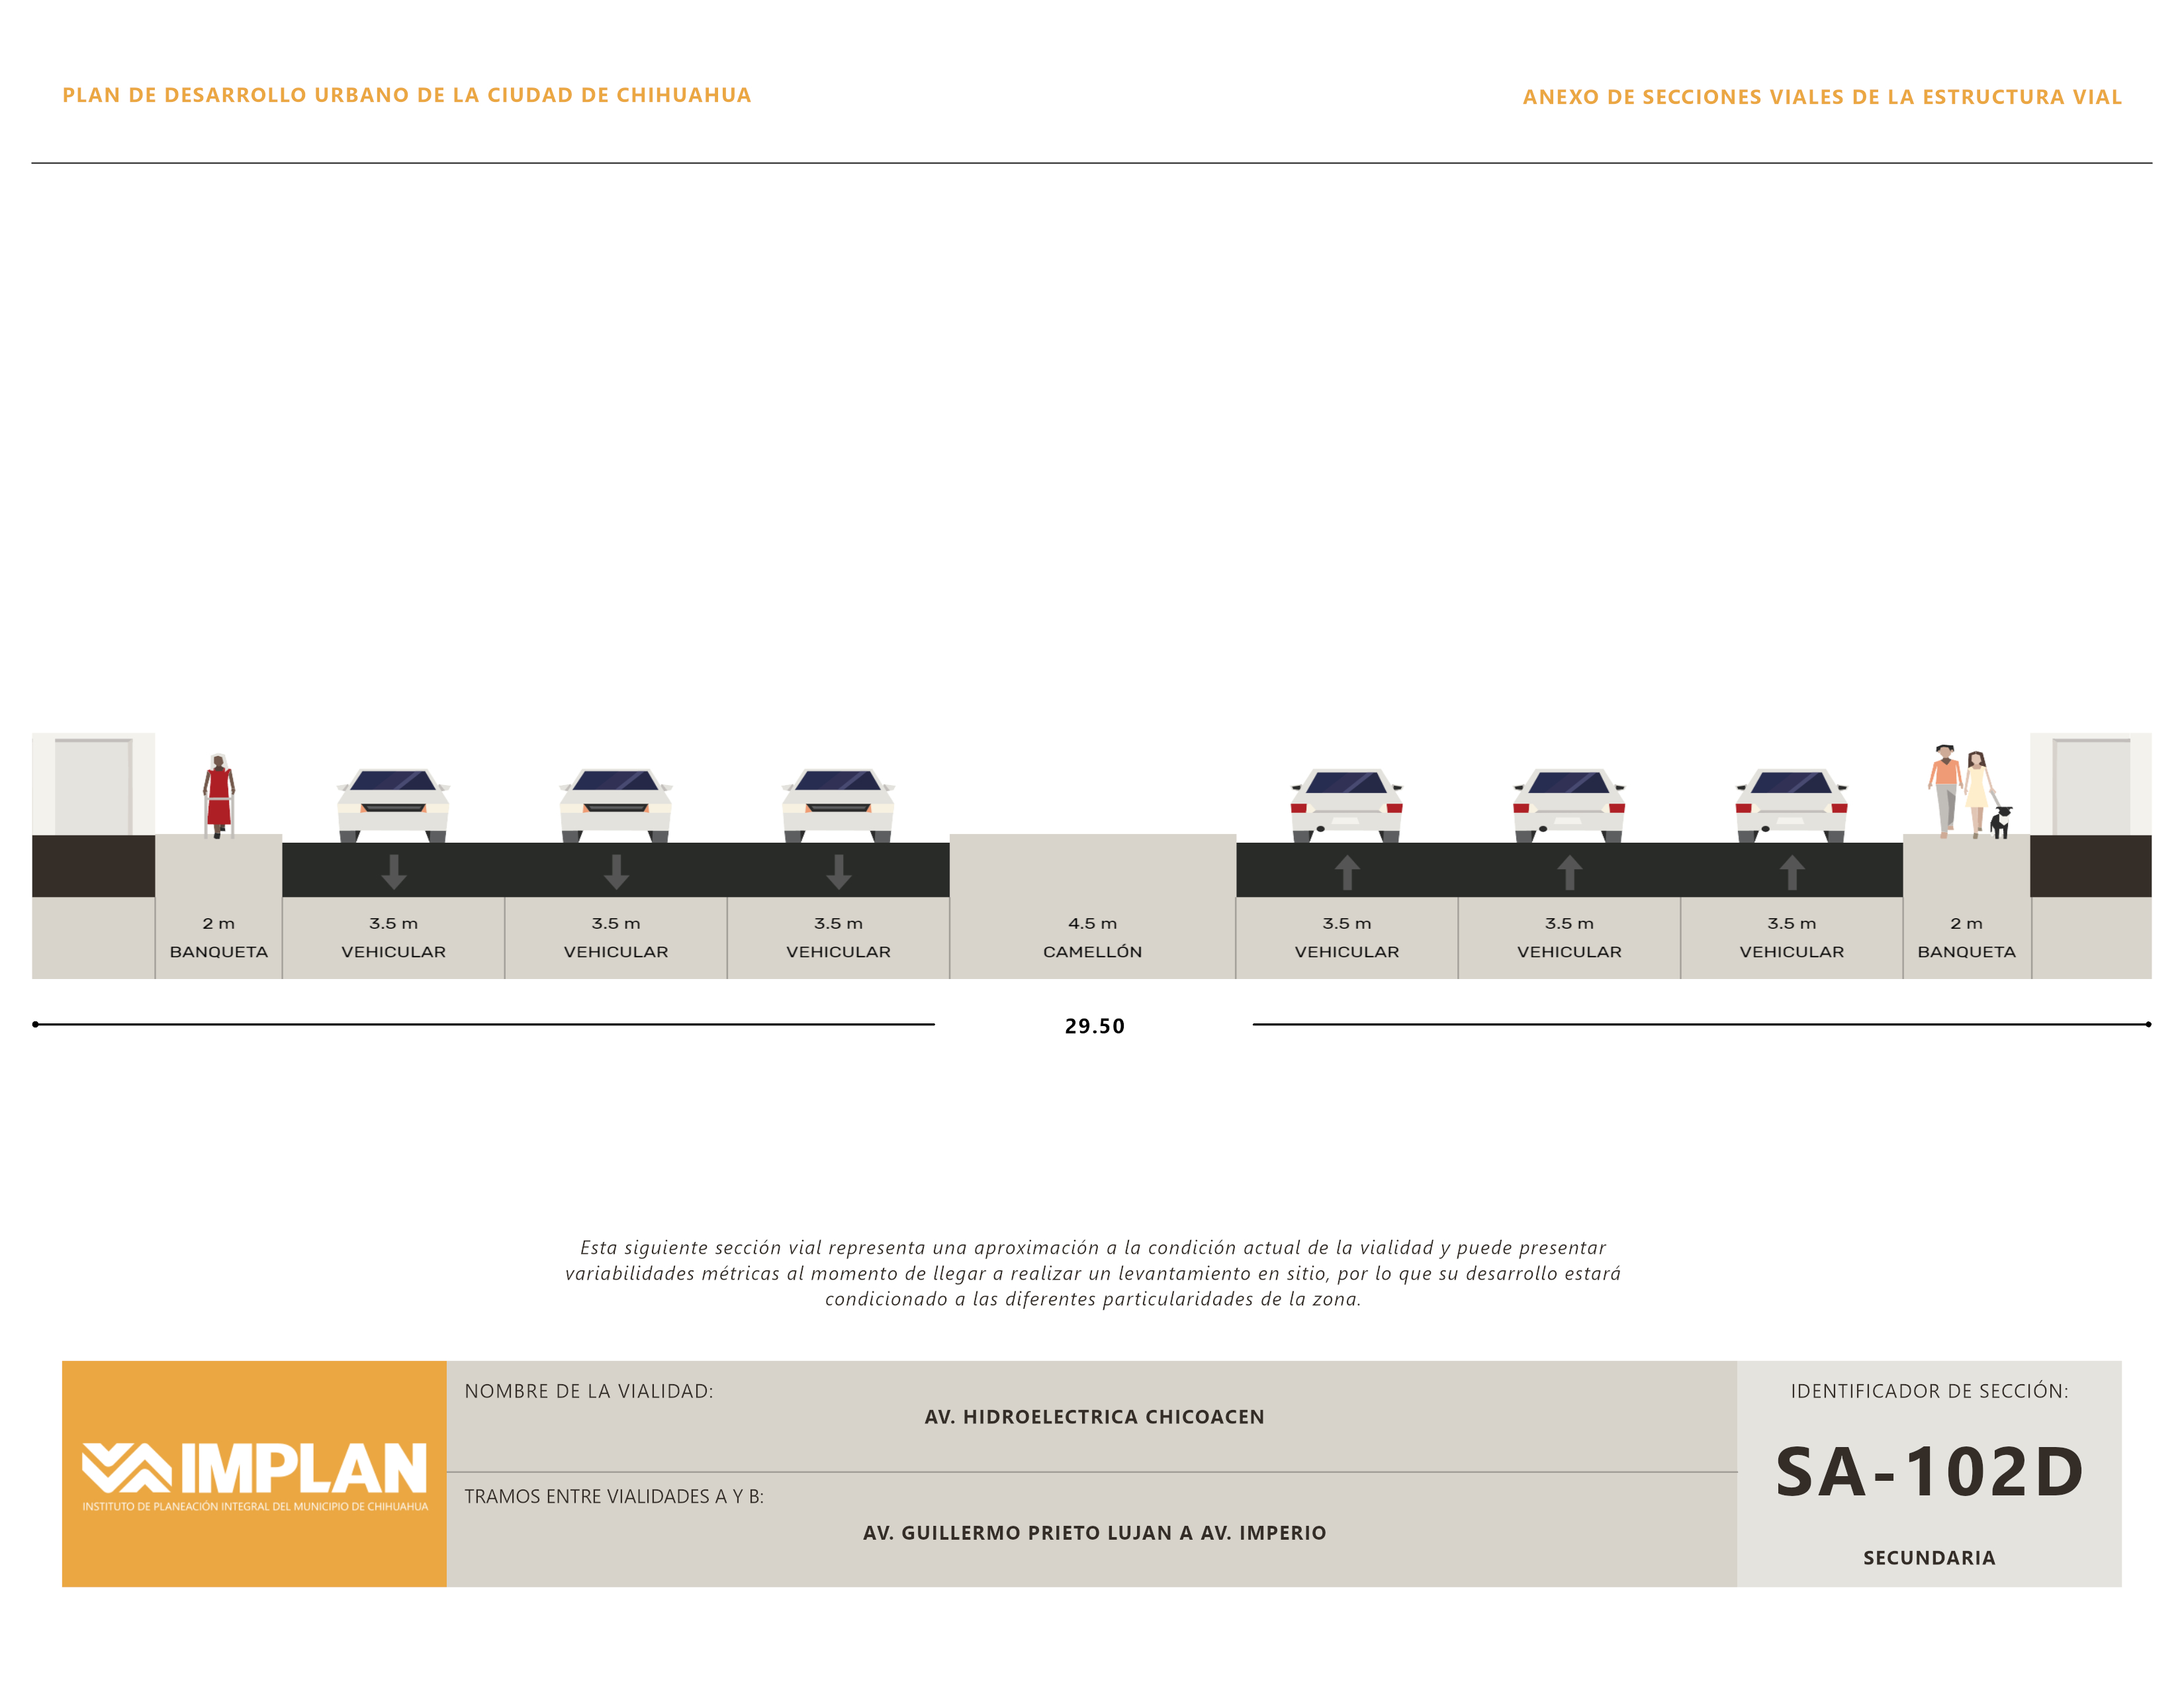 PLAN DE DESARROLLO URBANO DE LA CIUDAD DE CHIHUAHUA
ANEXO DE SECCIONES VIALES DE LA ESTRUCTURA VIAL
2 m
BANQUETA
3.5 m
VEHICULAR
3.5 m
VEHICULAR
3.5 m
VEHICULAR
4.5 m
CAMELLÓN
3.5 m
VEHICULAR
3.5 m
VEHICULAR
3.5 m
VEHICULAR
2 m
BANQUETA
29.50
Esta siguiente sección vial representa una aproximación a la condición actual de la vialidad y puede presentar
variabilidades métricas al momento de llegar a realizar un levantamiento en sitio, por lo que su desarrollo estará
condicionado a las diferentes particularidades de la zona.
IMPLAN
INSTITUTO DE PLANEACIÓN INTEGRAL DEL MUNICIPIO DE CHIHUAHUA
NOMBRE DE LA VIALIDAD:
AV. HIDROELECTRICA CHICOACEN
TRAMOS ENTRE VIALIDADES A Y B:
AV. GUILLERMO PRIETO LUJAN A AV. IMPERIO
IDENTIFICADOR DE SECCIÓN:
SA-102D
SECUNDARIA